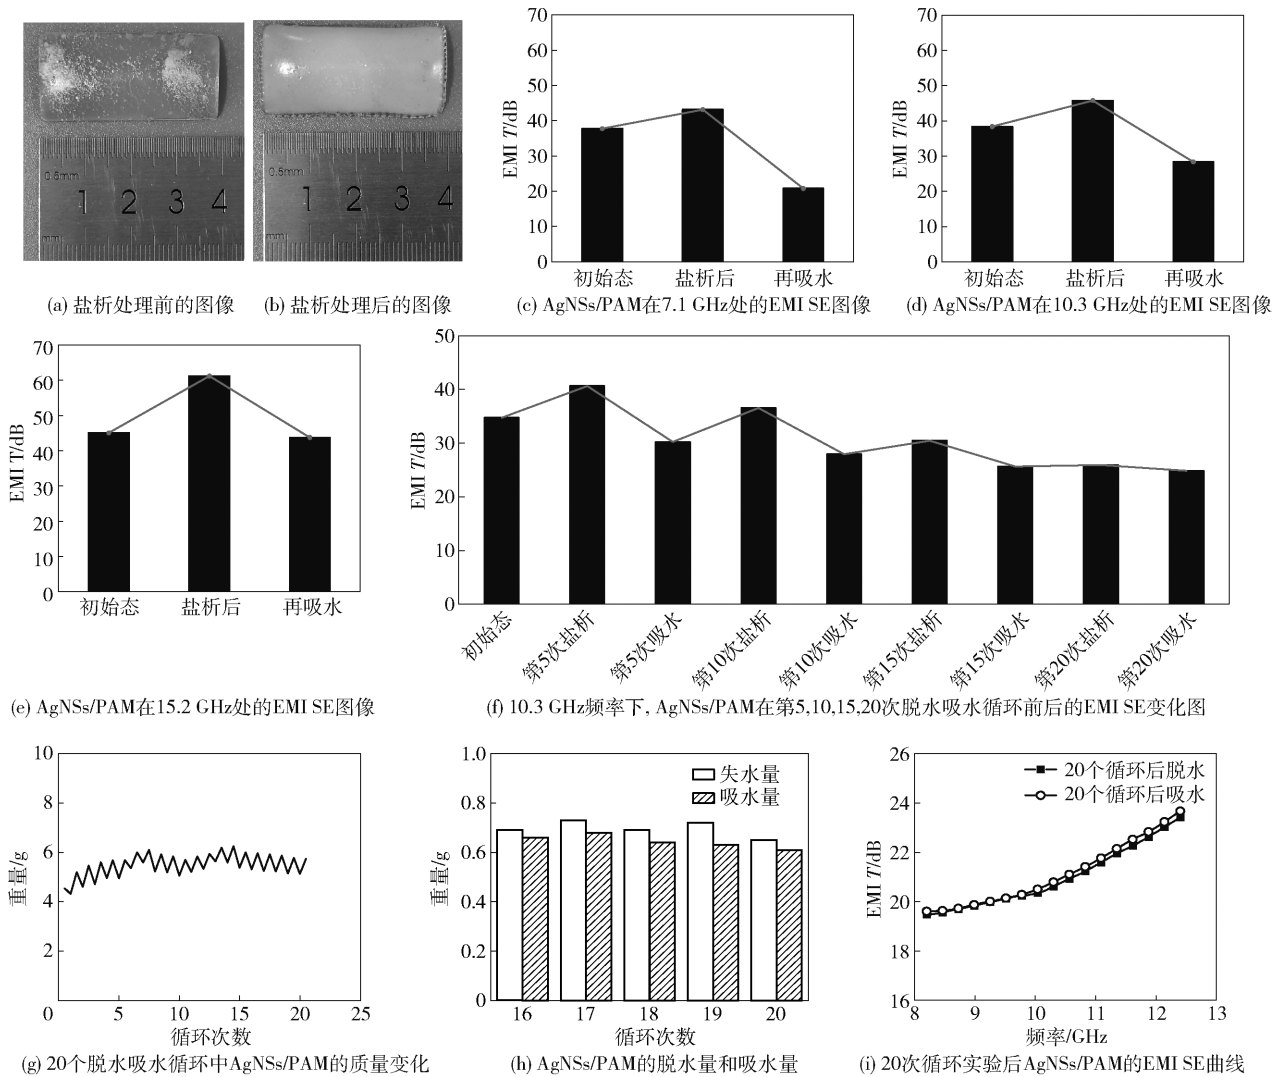 0.5mm
1 2 3 4
mm
0.5mm
1 2 3 4
mm
(a) 盐析处理前的图像
(b) 盐析处理后的图像
70
60
50
40
30
20
10
0
EMI T/dB
初始态 盐析后 再吸水
(c) AgNSs/PAM在7.1 GHz处的EMI SE图像
70
60
50
40
30
20
10
0
EMI T/dB
初始态 盐析后 再吸水
(d) AgNSs/PAM在10.3 GHz处的EMI SE图像
70
60
50
40
30
20
10
0
EMI T/dB
初始态 盐析后 再吸水
(e) AgNSs/PAM在15.2 GHz处的EMI SE图像
50
40
30
20
10
0
EMI T/dB
初始态
第5次盐析
第5次吸水
第10次盐析
第10次吸水
第15次盐析
第15次吸水
第20次盐析
第20次吸水
(f) 10.3 GHz频率下, AgNSs/PAM在第5,10,15,20次脱水吸水循环前后的EMI SE变化图
10
8
6
4
2
重量/g
0 5 10 15 20 25
循环次数
(g) 20个脱水吸水循环中AgNSs/PAM的质量变化
1.0
0.8
0.6
0.4
0.2
0
重量/g
失水量
吸水量
16 17 18 19 20
循环次数
(h) AgNSs/PAM的脱水量和吸水量
26
24
22
20
18
16
EMI T/dB
20个循环后脱水
20个循环后吸水
8 9 10 11 12 13
频率/GHz
(i) 20次循环实验后AgNSs/PAM的EMI SE曲线